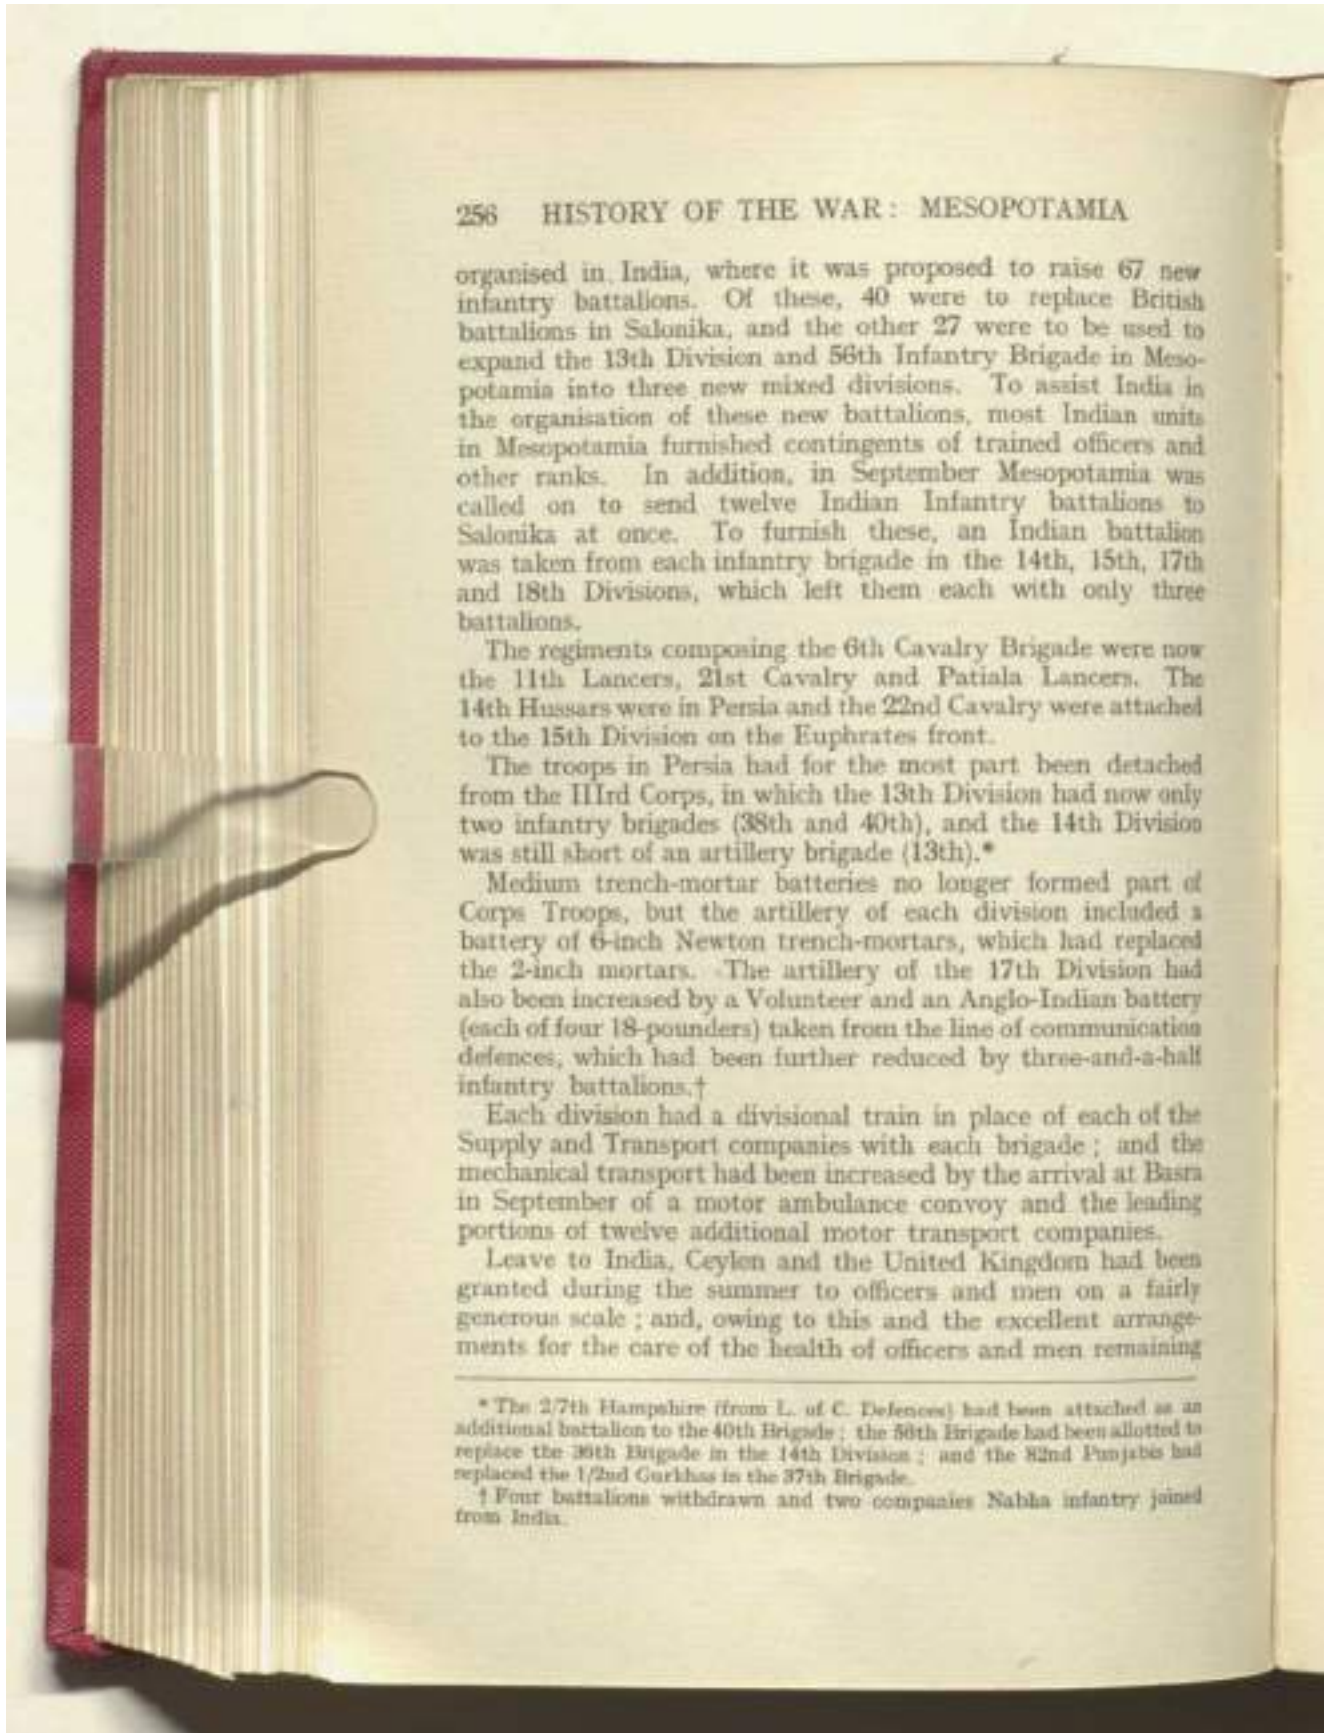 256 HISTORY OF THE WAR: MESOPOTAMIA
organised in India, where it was proposed to raise 67 new
infantry battalions. Of these, 40 were to replace British
battalions in Salonika, and the other 27 were to be used to
expand the 13th Division and 56th Infantry Brigade in Meso-
potamia into three new mixed divisions. To assist India in
the organisation of these new battalions, most Indian units
in Mesopotamia furnished contingents of trained officers and
other ranks. In addition, in September Mesopotamia was
called on to send twelve Indian Infantry battalions to
Salonika at once. To furnish these, an Indian battalion
was taken from each infantry brigade in the 14th, 15th, 17th
and 18th Divisions, which left them each with only three
battalions.
The regiments composing the 6th Cavalry Brigade were now
the 11th Lancers, 21st Cavalry and Patiala Lancers. The
14th Hussars were in Persia and the 22nd Cavalry were attached
to the 15th Division on the Euphrates front.
The troops in Persia had for the most part been detached
from the IIIrd Corps, in which the 13th Division had now only
two infantry brigades (38th and 40th), and the 14th Division
was still short of an artillery brigade (13th).*
Medium trench-mortar batteries no longer formed part of
Corps Troops, but the artillery of each division included a
battery of 6-inch Newton trench-mortars, which had replaced
the 2-inch mortars. The artillery of the 17th Division had
also been increased by a Volunteer and an Anglo-Indian battery
(each of four 18-pounders) taken from the line of communication
defences, which had been further reduced by three-and-a-half
infantry battalions.†
Each division had a divisional train in place of each of the
Supply and Transport companies with each brigade; and the
mechanical transport had been increased by the arrival at Basra
in September of a motor ambulance convoy and the leading
portions of twelve additional motor transport companies.
Leave to India, Ceylon and the United Kingdom had been
granted during the summer to officers and men on a fairly
generous scale; and, owing to this and the excellent arrange-
ments for the care of the health of officers and men remaining
* The 2/7th Hampshire (from L. of C. Defences) had been attached as an
additional battalion to the 40th Brigade; the 56th Brigade had been allotted to
replace the 36th Brigade in the 14th Division; and the 82nd Punjabis had
replaced the 1/2nd Gurkhas in the 37th Brigade.
† Four battalions withdrawn and two companies Nabha infantry joined
from India.